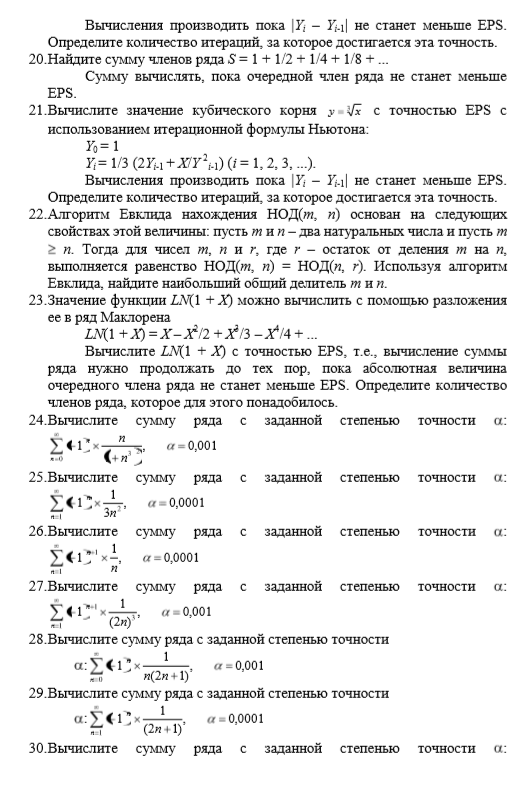 Вычисления производить пока |Yi – Yi-1| не станет меньше EPS.
Определите количество итераций, за которое достигается эта точность.
20.Найдите сумму членов ряда S = 1 + 1/2 + 1/4 + 1/8 + ...
Сумму вычислять, пока очередной член ряда не станет меньше
EPS.
21.Вычислите значение кубического корня y = ∛x с точностью EPS с
использованием итерационной формулы Ньютона:
Y0 = 1
Yi = 1/3 (2Yi-1 + X/Y²i-1) (i = 1, 2, 3, ...).
Вычисления производить пока |Yi – Yi-1| не станет меньше EPS.
Определите количество итераций, за которое достигается эта точность.
22.Алгоритм Евклида нахождения НОД(m, n) основан на следующих
свойствах этой величины: пусть m и n – два натуральных числа и пусть m
≥ n. Тогда для чисел m, n и r, где r – остаток от деления m на n,
выполняется равенство НОД(m, n) = НОД(n, r). Используя алгоритм
Евклида, найдите наибольший общий делитель m и n.
23.Значение функции LN(1 + X) можно вычислить с помощью разложения
ее в ряд Маклорена
LN(1 + X) = X – X²/2 + X³/3 – X⁴/4 + ...
Вычислите LN(1 + X) с точностью EPS, т.е., вычисление суммы
ряда нужно продолжать до тех пор, пока абсолютная величина
очередного члена ряда не станет меньше EPS. Определите количество
членов ряда, которое для этого понадобилось.
24.Вычислите сумму ряда с заданной степенью точности α:
α = 0,001
25.Вычислите сумму ряда с заданной степенью точности α:
× 1/3n², α = 0,0001
26.Вычислите сумму ряда с заданной степенью точности α:
× 1/n, α = 0,0001
27.Вычислите сумму ряда с заданной степенью точности α:
× 1/(2n)³, α = 0,001
28.Вычислите сумму ряда с заданной степенью точности
α: × 1/n(2n+1), α = 0,001
29.Вычислите сумму ряда с заданной степенью точности
α: × 1/(2n+1), α = 0,0001
30.Вычислите сумму ряда с заданной степенью точности α: